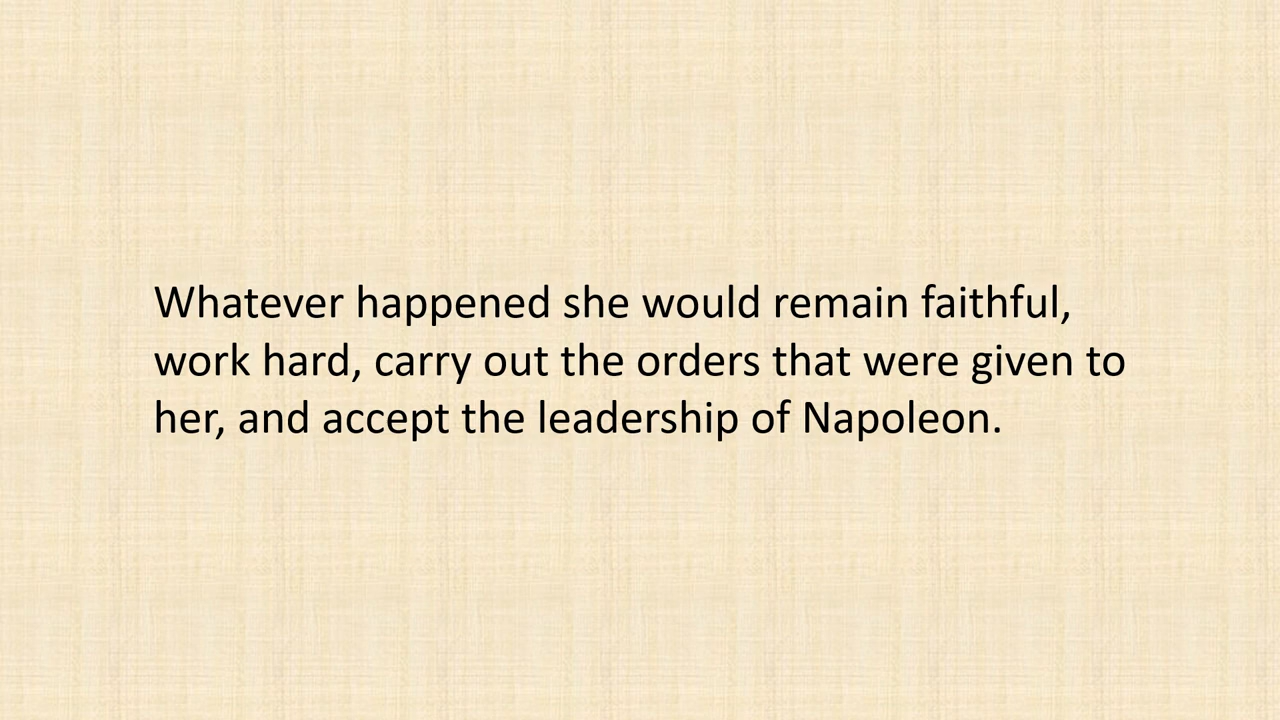 Whatever happened she would remain faithful,
work hard, carry out the orders that were given to
her, and accept the leadership of Napoleon.